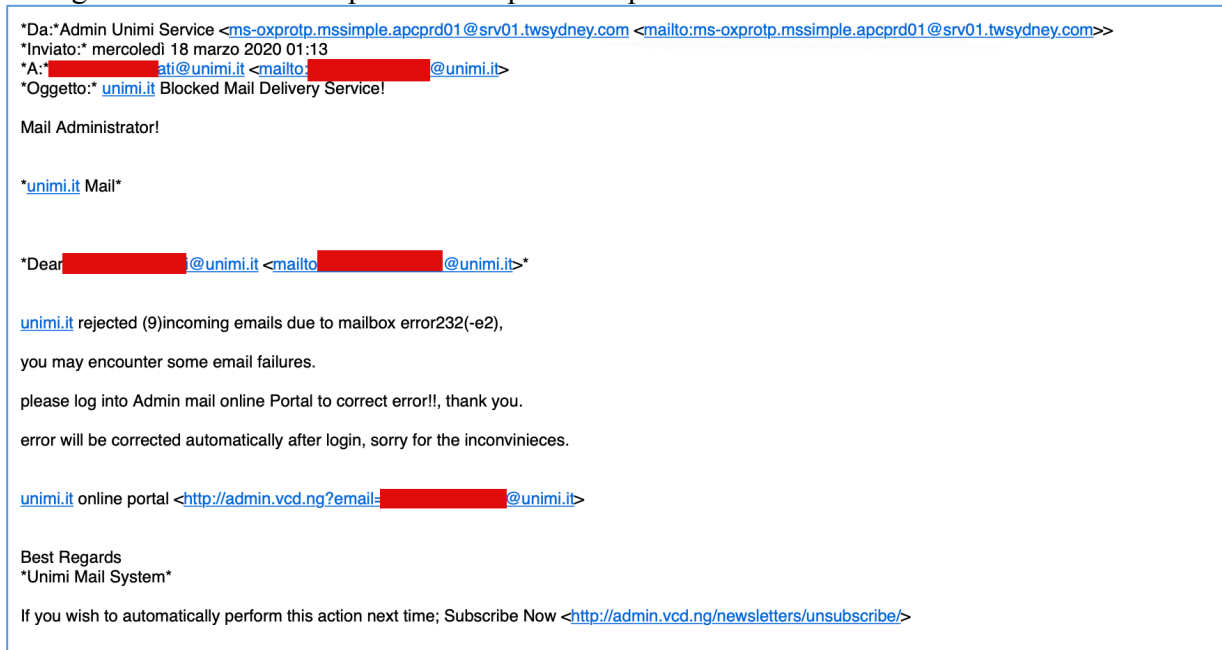 *Da:*Admin Unimi Service <ms-oxprotp.mssimple.apcprd01@srv01.twsydney.com <mailto:ms-oxprotp.mssimple.apcprd01@srv01.twsydney.com>>
*Inviato:* mercoledì 18 marzo 2020 01:13
*A:* ati@unimi.it <mailto: @unimi.it>
*Oggetto:* unimi.it Blocked Mail Delivery Service!
Mail Administrator!
*unimi.it Mail*
*Dear i@unimi.it <mailto @unimi.it>*
unimi.it rejected (9)incoming emails due to mailbox error232(-e2),
you may encounter some email failures.
please log into Admin mail online Portal to correct error!!, thank you.
error will be corrected automatically after login, sorry for the inconvinieces.
unimi.it online portal <http://admin.vcd.ng?email= @unimi.it>
Best Regards
*Unimi Mail System*
If you wish to automatically perform this action next time; Subscribe Now <http://admin.vcd.ng/newsletters/unsubscribe/>